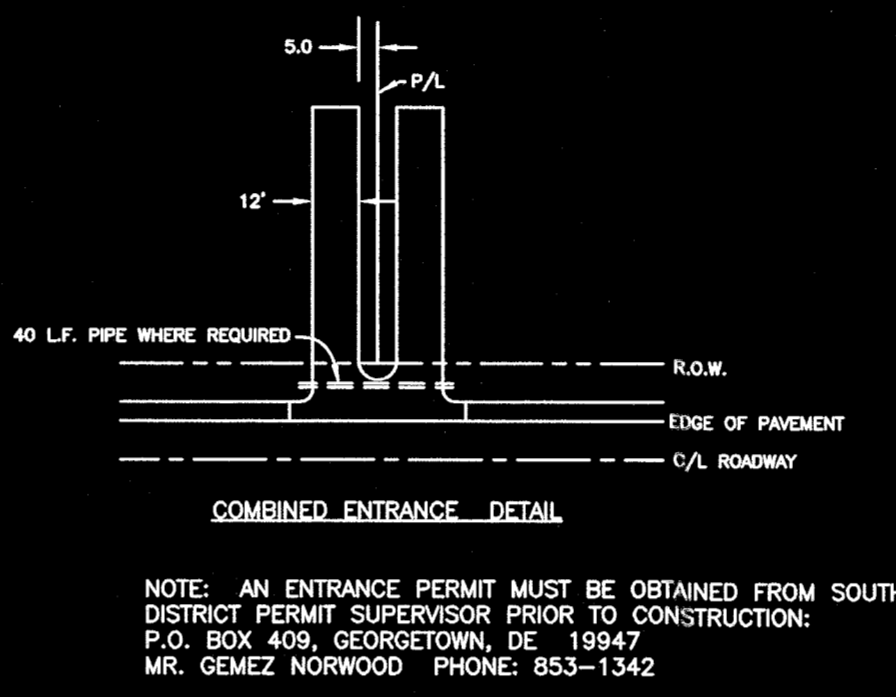 5.0
P/L
12'
40 L.F. PIPE WHERE REQUIRED
R.O.W.
EDGE OF PAVEMENT
C/L ROADWAY
COMBINED ENTRANCE DETAIL
NOTE: AN ENTRANCE PERMIT MUST BE OBTAINED FROM SOUTH
DISTRICT PERMIT SUPERVISOR PRIOR TO CONSTRUCTION:
P.O. BOX 409, GEORGETOWN, DE 19947
MR. GEMEZ NORWOOD PHONE: 853-1342